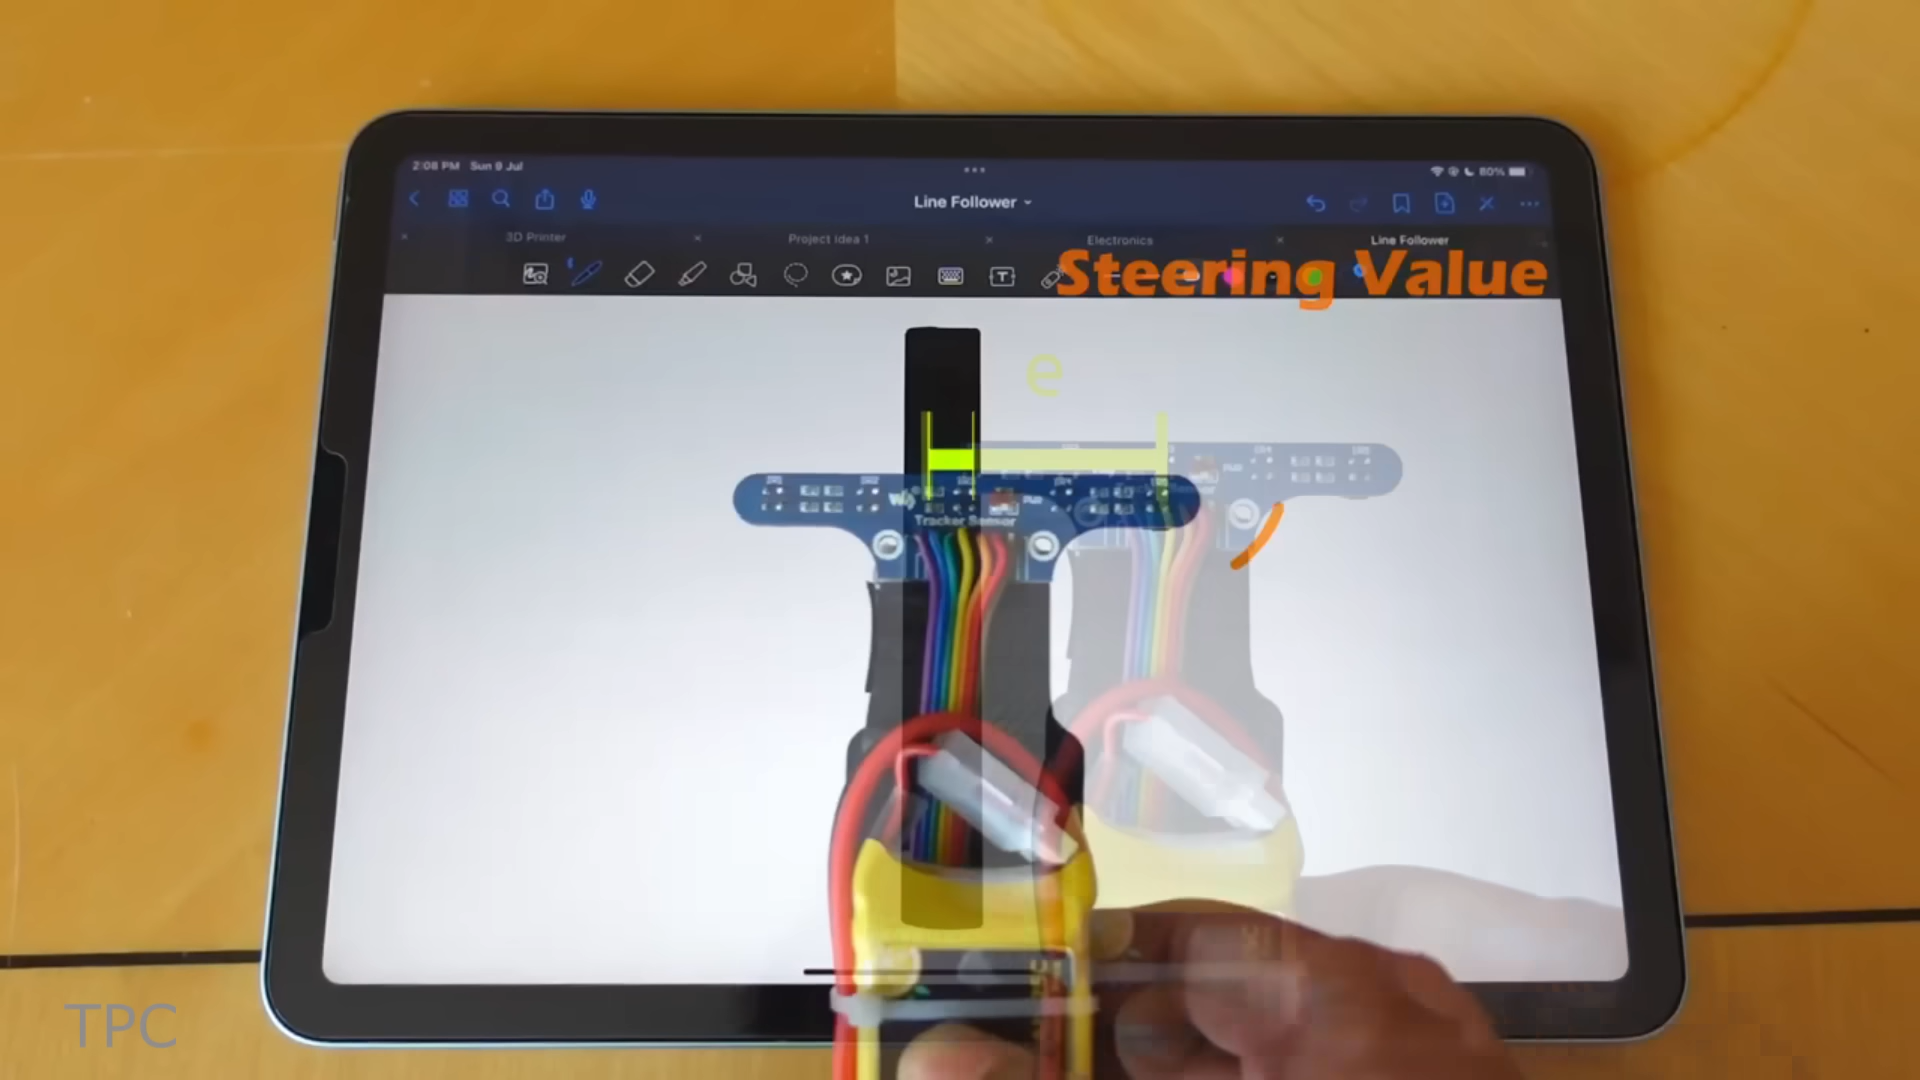 2:08 PM Sun 9 Jul
80%
Line Follower
3D Printer
Project Idea 1
Electronics
Line Follower
T
Steering Value
e
Tracker Sensor
TPC